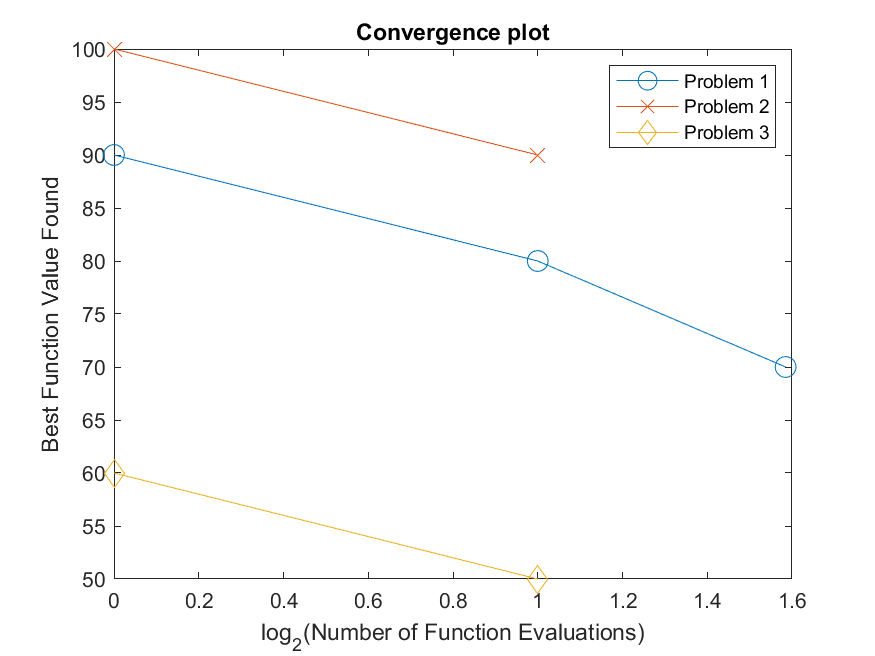 Convergence plot
100
95
90
85
80
75
70
65
60
55
50
Best Function Value Found
Problem 1
Problem 2
Problem 3
0 0.2 0.4 0.6 0.8 1 1.2 1.4 1.6
log2(Number of Function Evaluations)